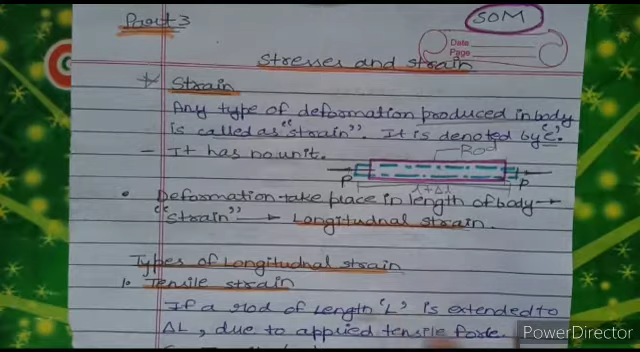 Part 3
SOM
Date
Page
Stresses and strain
Strain
Any type of deformation produced in body
is called as "strain". It is denoted by 'e'.
- It has no unit.
Rod
P
P
l + Δl
• Deformation take place in length of body →
"Strain" → Longitudnal strain.
Types of Longitudnal strain
1. Tensile strain
If a rod of length 'L' is extended to
ΔL, due to applied tensile force.
PowerDirector